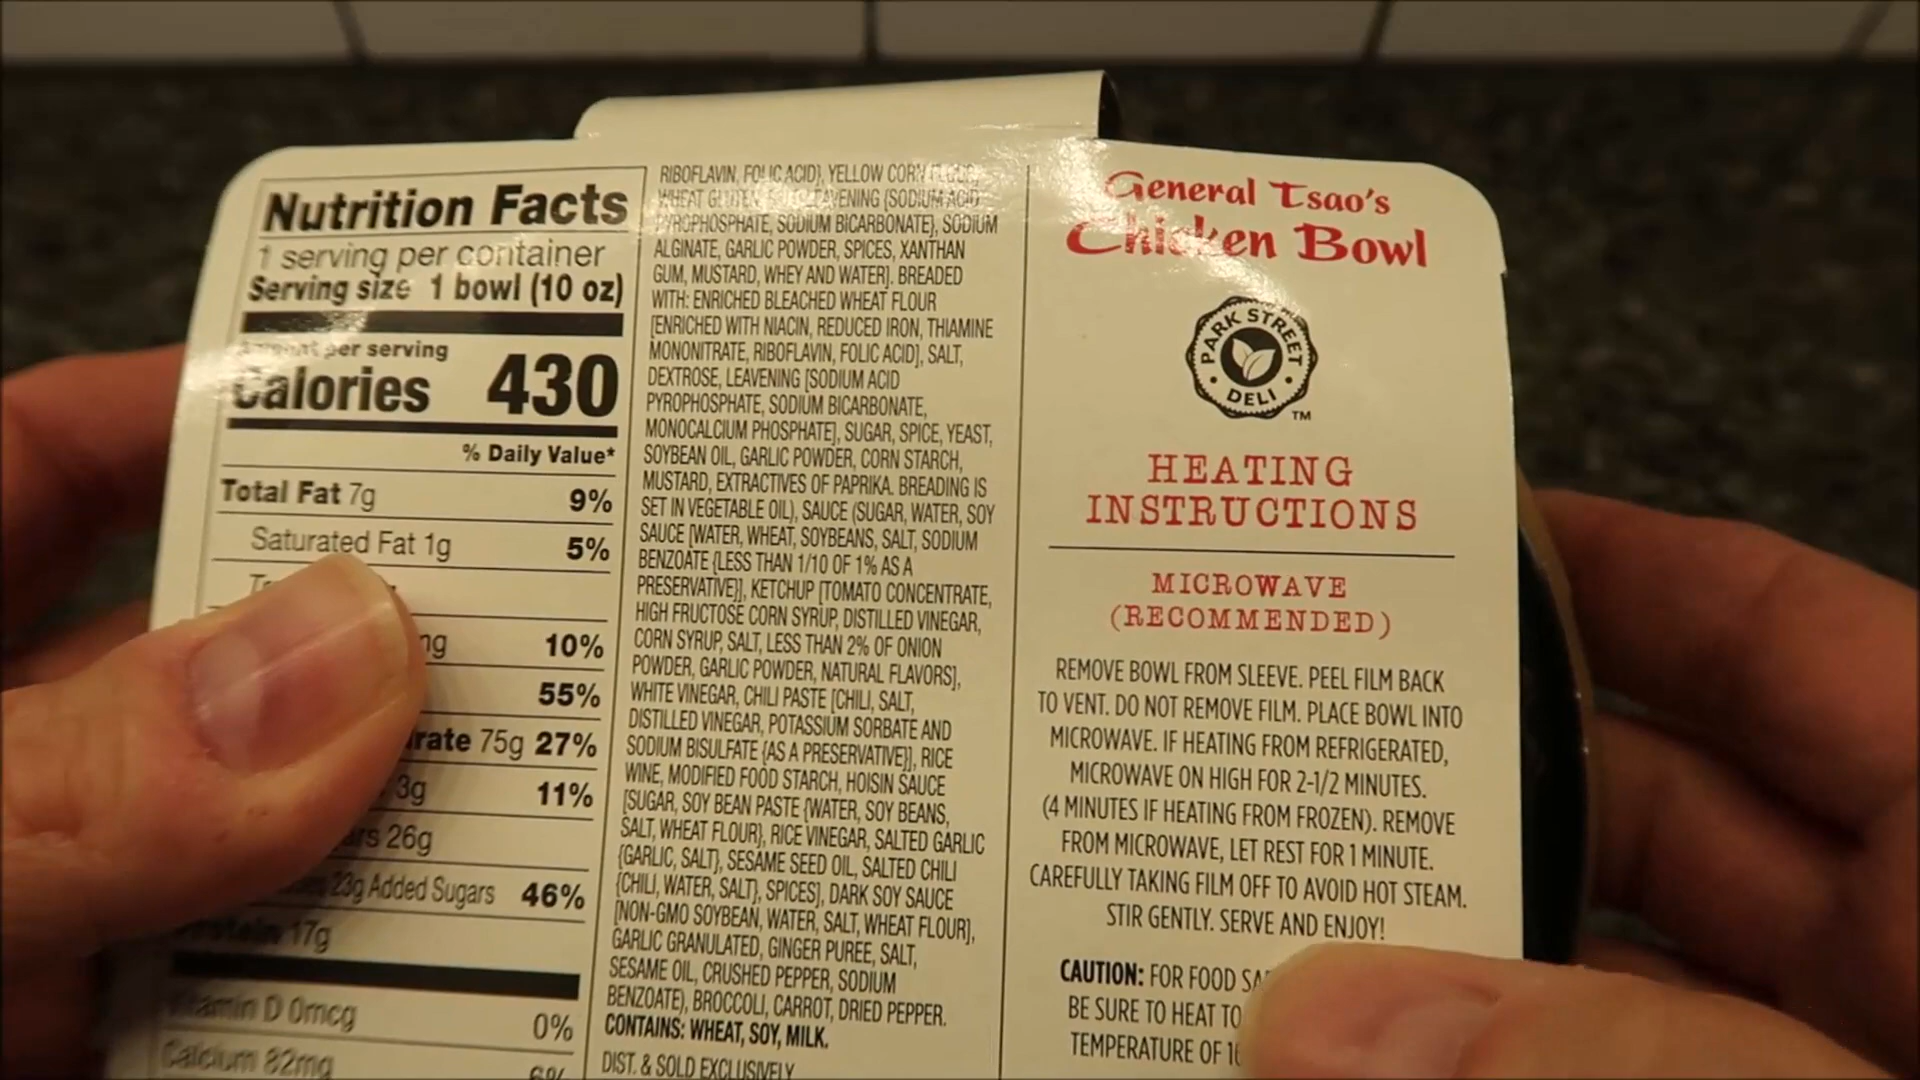 Nutrition Facts
1 serving per container
Serving size 1 bowl (10 oz)
Amount per serving
Calories 430
% Daily Value*
Total Fat 7g 9%
Saturated Fat 1g 5%
10%
55%
75g 27%
3g 11%
26g
23g Added Sugars 46%
Protein 17g
Vitamin D 0mcg 0%
Calcium 82mg 6%
RIBOFLAVIN, FOLIC ACID}, YELLOW CORN FLOUR,
WHEAT GLUTEN, LEAVENING {SODIUM ACID
PYROPHOSPHATE, SODIUM BICARBONATE}, SODIUM
ALGINATE, GARLIC POWDER, SPICES, XANTHAN
GUM, MUSTARD, WHEY AND WATER]. BREADED
WITH: ENRICHED BLEACHED WHEAT FLOUR
[ENRICHED WITH NIACIN, REDUCED IRON, THIAMINE
MONONITRATE, RIBOFLAVIN, FOLIC ACID], SALT,
DEXTROSE, LEAVENING [SODIUM ACID
PYROPHOSPHATE, SODIUM BICARBONATE,
MONOCALCIUM PHOSPHATE], SUGAR, SPICE, YEAST,
SOYBEAN OIL, GARLIC POWDER, CORN STARCH,
MUSTARD, EXTRACTIVES OF PAPRIKA. BREADING IS
SET IN VEGETABLE OIL), SAUCE (SUGAR, WATER, SOY
SAUCE [WATER, WHEAT, SOYBEANS, SALT, SODIUM
BENZOATE {LESS THAN 1/10 OF 1% AS A
PRESERVATIVE}], KETCHUP [TOMATO CONCENTRATE,
HIGH FRUCTOSE CORN SYRUP, DISTILLED VINEGAR,
CORN SYRUP, SALT, LESS THAN 2% OF ONION
POWDER, GARLIC POWDER, NATURAL FLAVORS],
WHITE VINEGAR, CHILI PASTE [CHILI, SALT,
DISTILLED VINEGAR, POTASSIUM SORBATE AND
SODIUM BISULFATE {AS A PRESERVATIVE}], RICE
WINE, MODIFIED FOOD STARCH, HOISIN SAUCE
[SUGAR, SOY BEAN PASTE {WATER, SOY BEANS,
SALT, WHEAT FLOUR}, RICE VINEGAR, SALTED GARLIC
{GARLIC, SALT}, SESAME SEED OIL, SALTED CHILI
{CHILI, WATER, SALT}, SPICES], DARK SOY SAUCE
[NON-GMO SOYBEAN, WATER, SALT, WHEAT FLOUR],
GARLIC GRANULATED, GINGER PUREE, SALT,
SESAME OIL, CRUSHED PEPPER, SODIUM
BENZOATE), BROCCOLI, CARROT, DRIED PEPPER.
CONTAINS: WHEAT, SOY, MILK.
DIST. & SOLD EXCLUSIVELY
General Tsao's
Chicken Bowl
PARK STREET
DELI
TM
HEATING
INSTRUCTIONS
MICROWAVE
(RECOMMENDED)
REMOVE BOWL FROM SLEEVE. PEEL FILM BACK
TO VENT. DO NOT REMOVE FILM. PLACE BOWL INTO
MICROWAVE. IF HEATING FROM REFRIGERATED,
MICROWAVE ON HIGH FOR 2-1/2 MINUTES.
(4 MINUTES IF HEATING FROM FROZEN). REMOVE
FROM MICROWAVE, LET REST FOR 1 MINUTE.
CAREFULLY TAKING FILM OFF TO AVOID HOT STEAM.
STIR GENTLY. SERVE AND ENJOY!
CAUTION: FOR FOOD
BE SURE TO HEAT TO
TEMPERATURE OF